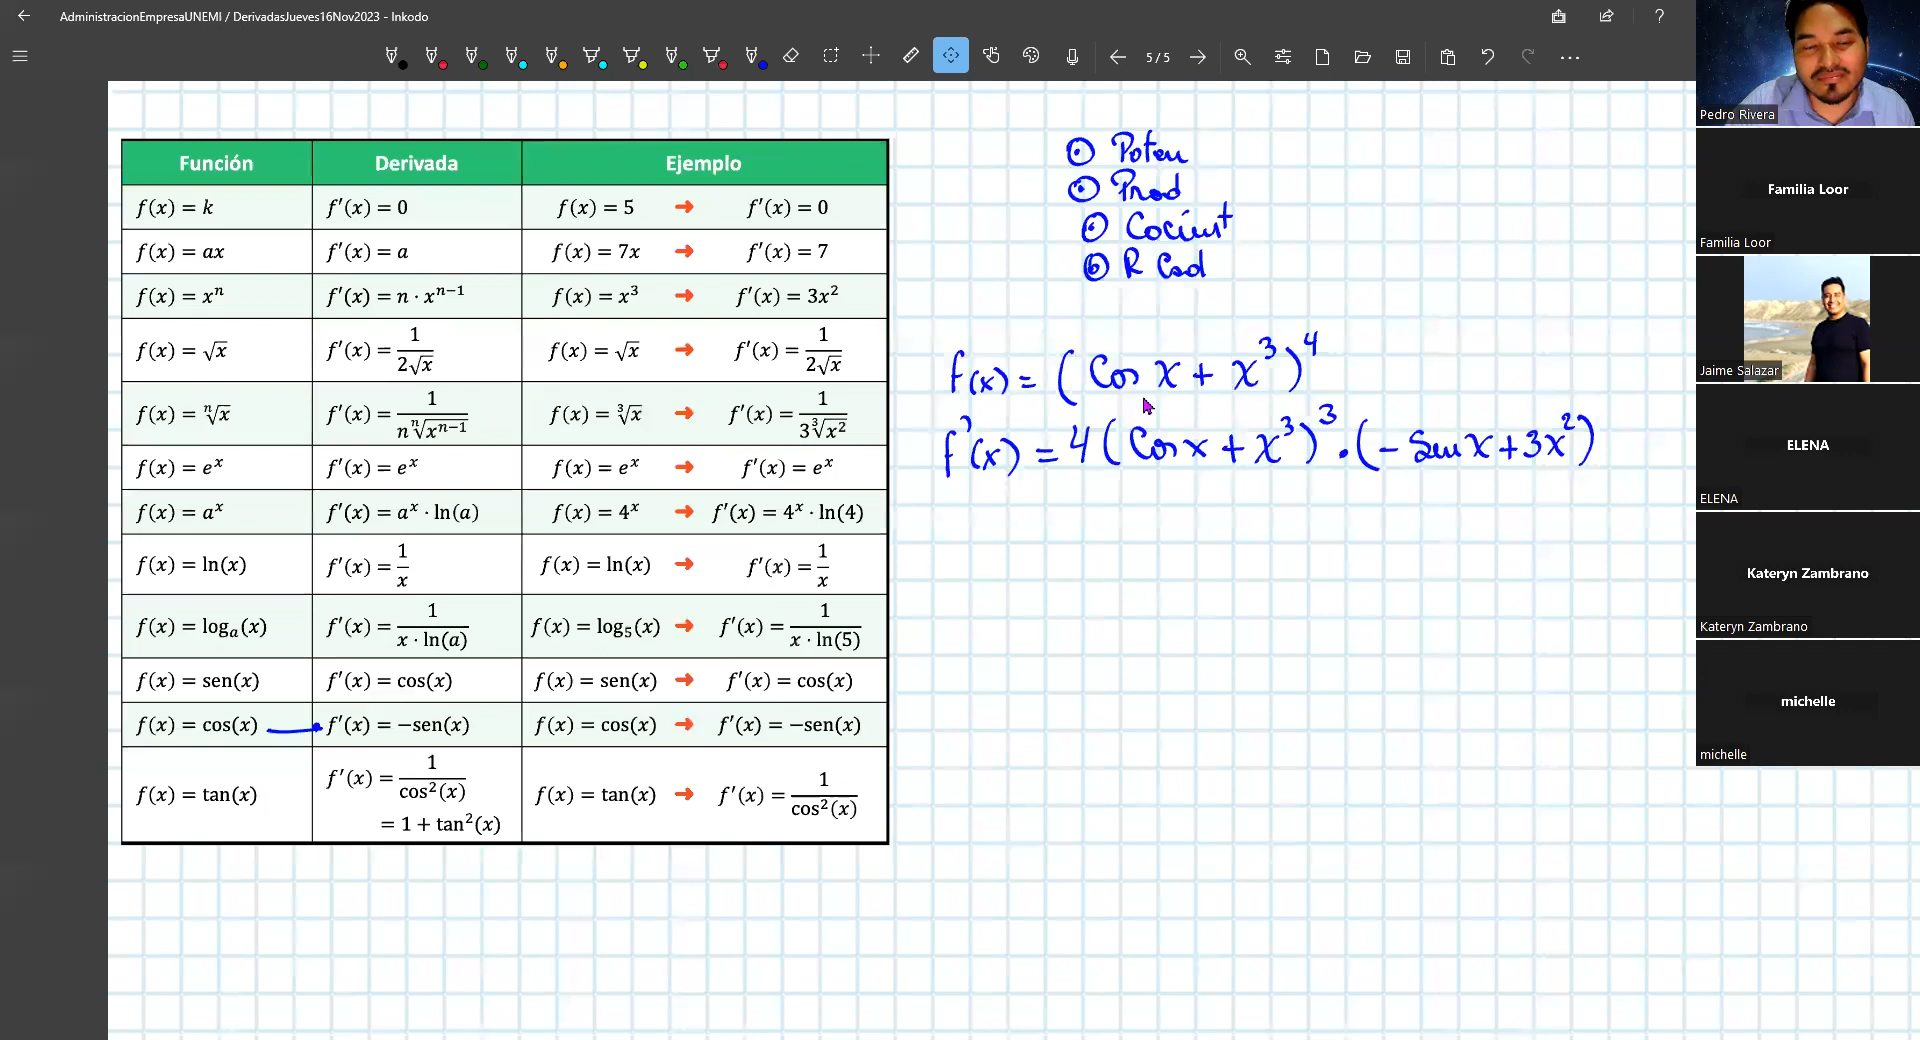 AdministracionEmpresaUNEMI / DerivadasJueves16Nov2023 - Inkodo
5/5
Función Derivada Ejemplo
f(x) = k f'(x) = 0 f(x) = 5 ➜ f'(x) = 0
f(x) = ax f'(x) = a f(x) = 7x ➜ f'(x) = 7
f(x) = xⁿ f'(x) = n · xⁿ⁻¹ f(x) = x³ ➜ f'(x) = 3x²
f(x) = √x f'(x) = 1/(2√x) f(x) = √x ➜ f'(x) = 1/(2√x)
f(x) = ⁿ√x f'(x) = 1/(n ⁿ√xⁿ⁻¹) f(x) = ³√x ➜ f'(x) = 1/(3 ³√x²)
f(x) = eˣ f'(x) = eˣ f(x) = eˣ ➜ f'(x) = eˣ
f(x) = aˣ f'(x) = aˣ · ln(a) f(x) = 4ˣ ➜ f'(x) = 4ˣ · ln(4)
f(x) = ln(x) f'(x) = 1/x f(x) = ln(x) ➜ f'(x) = 1/x
f(x) = logₐ(x) f'(x) = 1/(x · ln(a)) f(x) = log₅(x) ➜ f'(x) = 1/(x · ln(5))
f(x) = sen(x) f'(x) = cos(x) f(x) = sen(x) ➜ f'(x) = cos(x)
f(x) = cos(x) f'(x) = −sen(x) f(x) = cos(x) ➜ f'(x) = −sen(x)
f(x) = tan(x) f'(x) = 1/cos²(x) f(x) = tan(x) ➜ f'(x) = 1/cos²(x)
= 1 + tan²(x)
Poten
Prod
Cocient
R Cad
f(x) = (Cos x + x³)⁴
f'(x) = 4(Cos x + x³)³ · (− Sen x + 3x²)
Pedro Rivera
Familia Loor
Familia Loor
Jaime Salazar
ELENA
ELENA
Kateryn Zambrano
Kateryn Zambrano
michelle
michelle